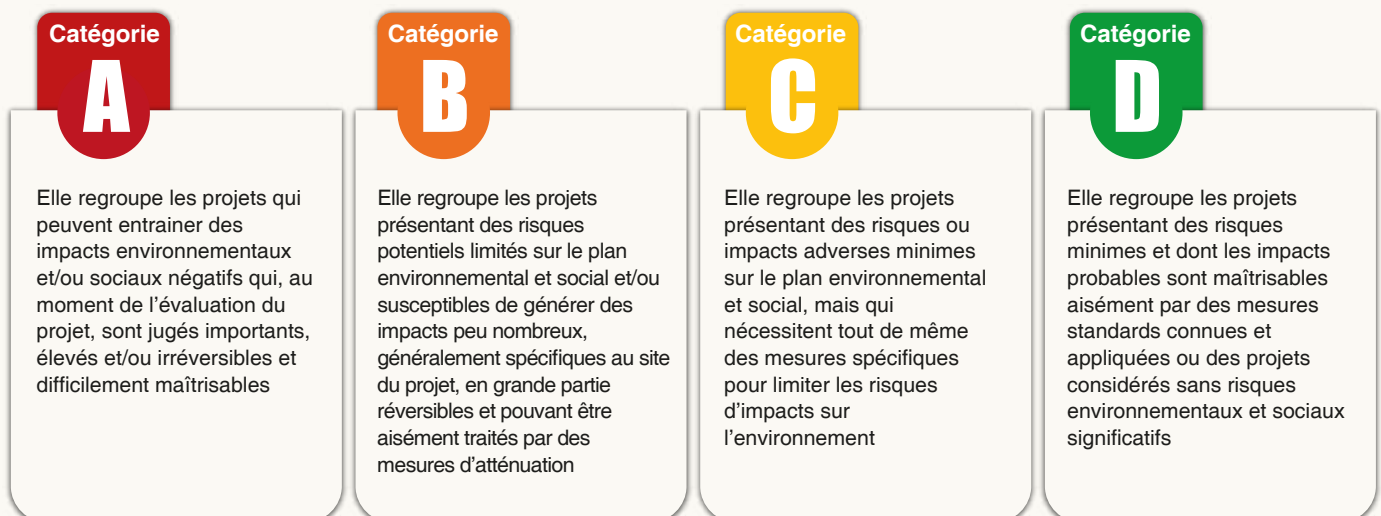 Catégorie
A
Elle regroupe les projets qui
peuvent entrainer des
impacts environnementaux
et/ou sociaux négatifs qui, au
moment de l’évaluation du
projet, sont jugés importants,
élevés et/ou irréversibles et
difficilement maîtrisables
Catégorie
B
Elle regroupe les projets
présentant des risques
potentiels limités sur le plan
environnemental et social et/ou
susceptibles de générer des
impacts peu nombreux,
généralement spécifiques au site
du projet, en grande partie
réversibles et pouvant être
aisément traités par des
mesures d’atténuation
Catégorie
C
Elle regroupe les projets
présentant des risques ou
impacts adverses minimes
sur le plan environnemental
et social, mais qui
nécessitent tout de même
des mesures spécifiques
pour limiter les risques
d’impacts sur
l’environnement
Catégorie
D
Elle regroupe les projets
présentant des risques
minimes et dont les impacts
probables sont maîtrisables
aisément par des mesures
standards connues et
appliquées ou des projets
considérés sans risques
environnementaux et sociaux
significatifs